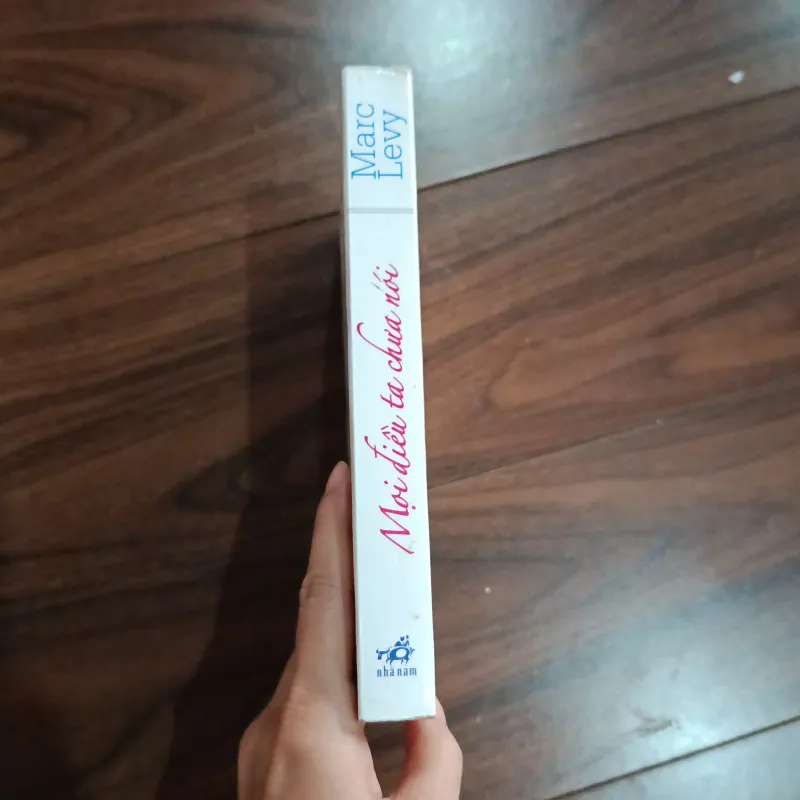 Marc
Levy
Mọi điều ta chưa nói
nhã nam